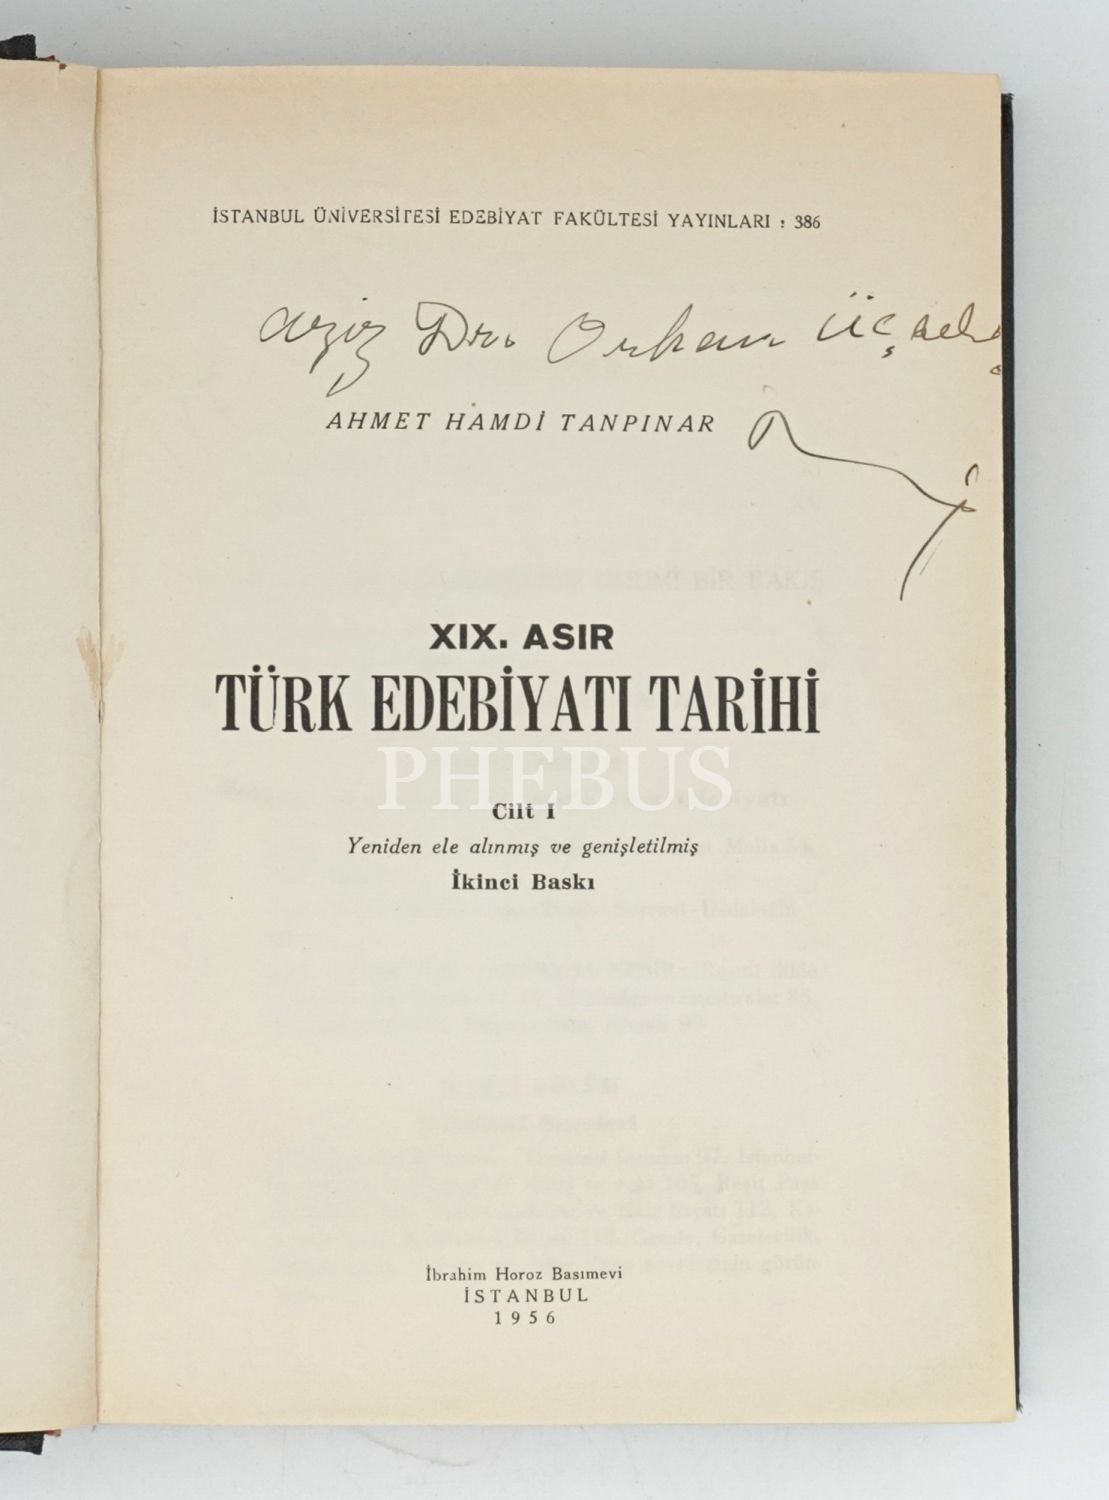 İSTANBUL ÜNİVERSİTESİ EDEBİYAT FAKÜLTESİ YAYINLARI : 386
Aziz Dr. Orhan
AHMET HAMDİ TANPINAR
XIX. ASIR
TÜRK EDEBİYATI TARİHİ
PHEBUS
Cilt I
Yeniden ele alınmış ve genişletilmiş
İkinci Baskı
İbrahim Horoz Basımevi
İSTANBUL
1956